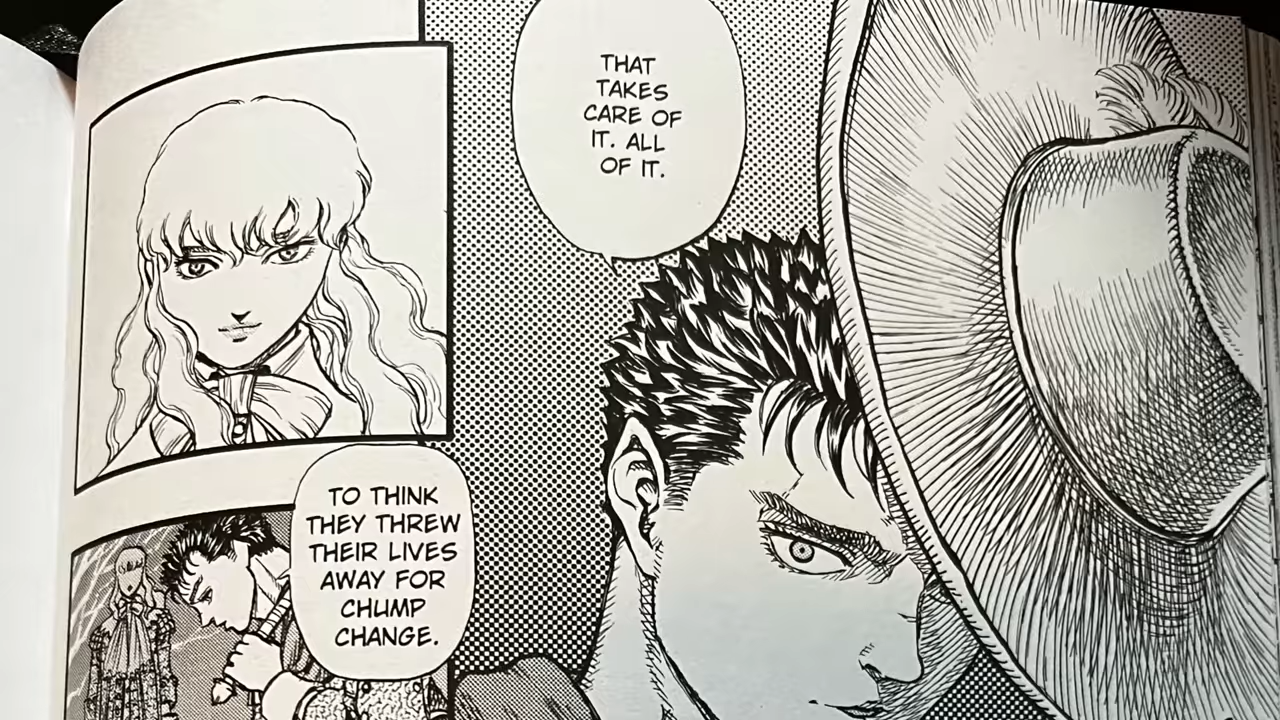 THAT
TAKES
CARE OF
IT. ALL
OF IT.
TO THINK
THEY THREW
THEIR LIVES
AWAY FOR
CHUMP
CHANGE.